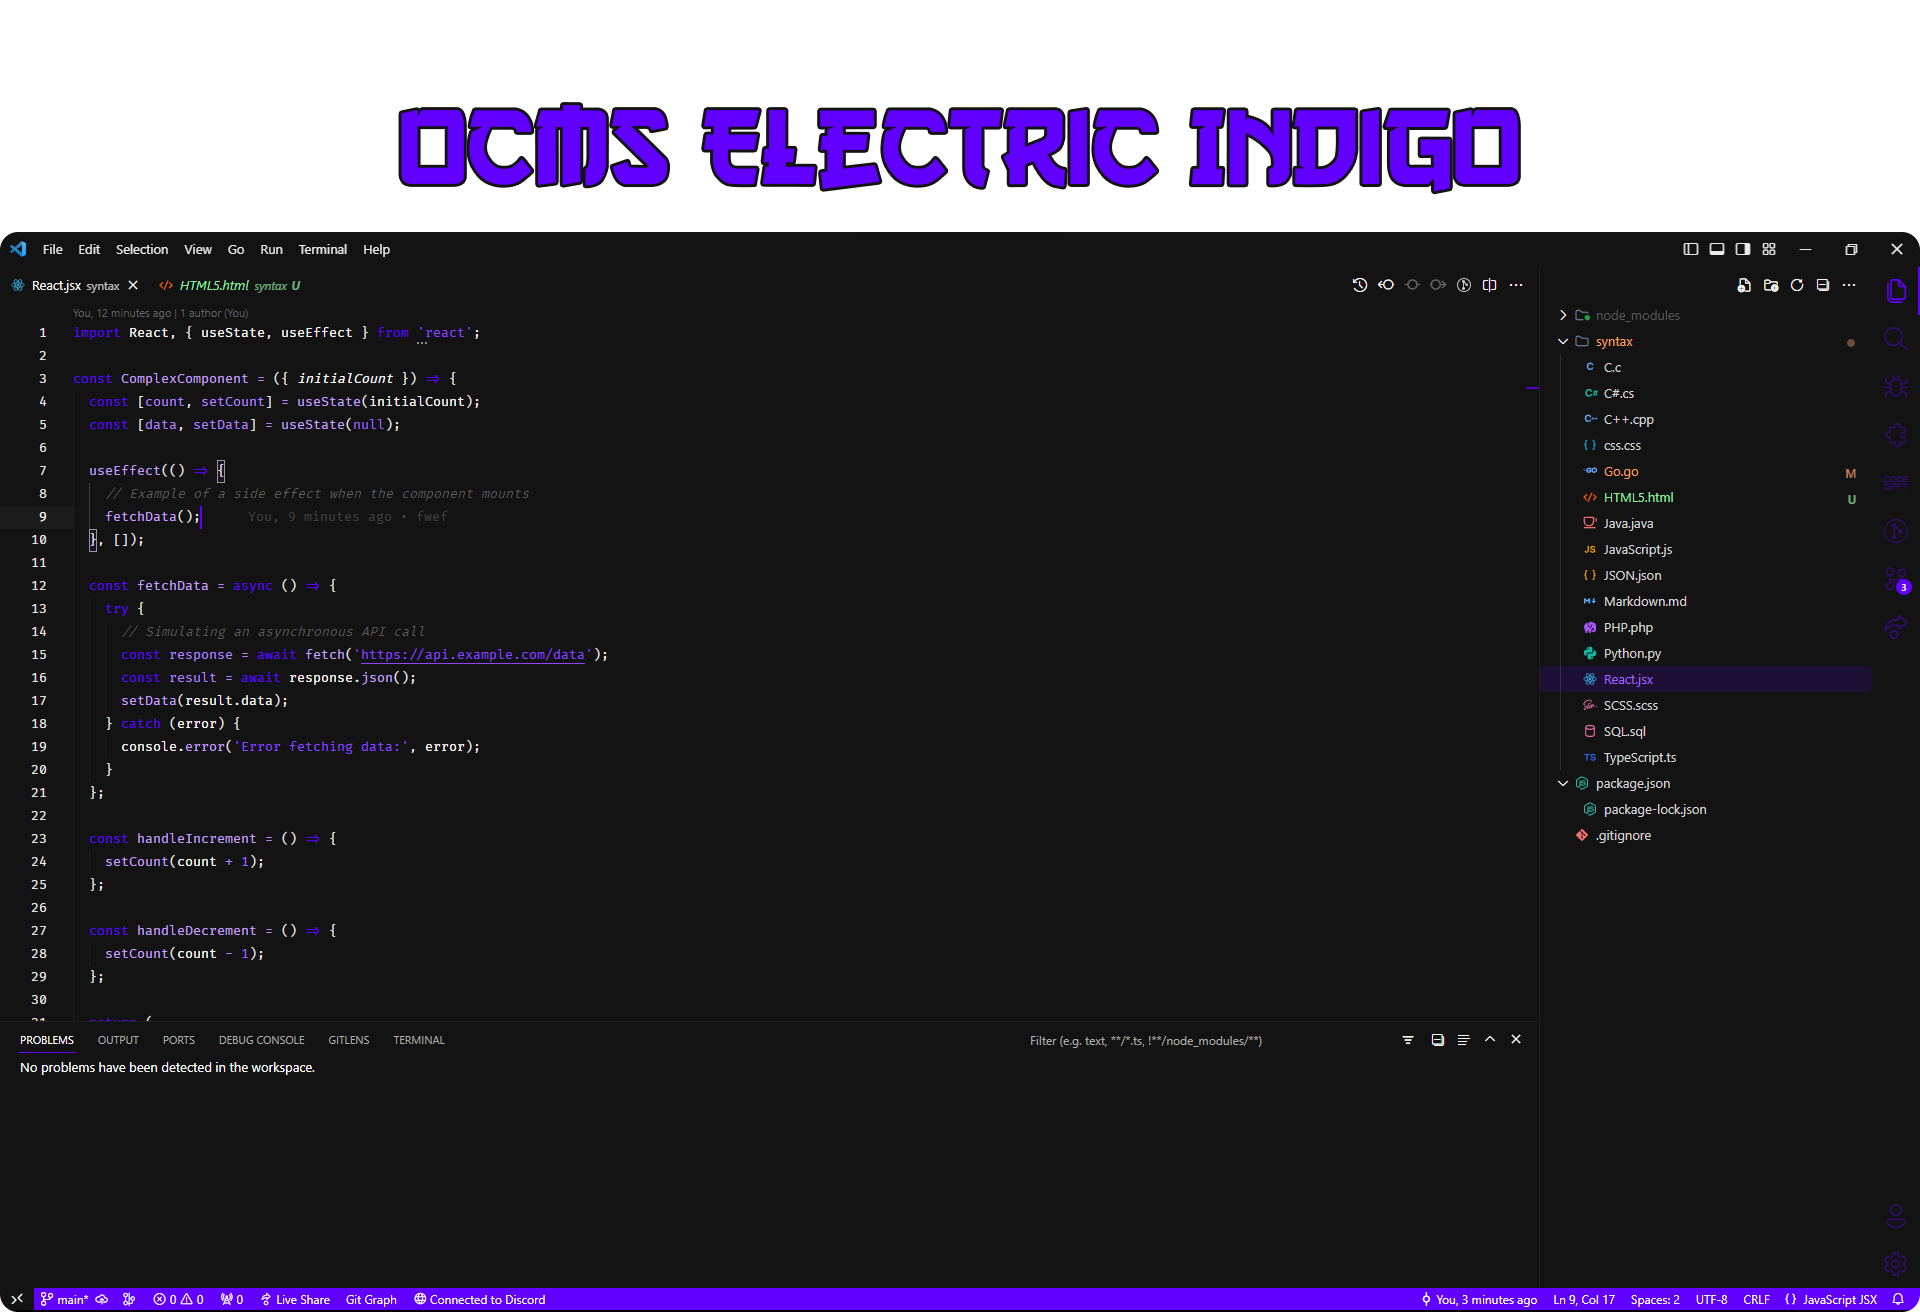 OCMS ELECTRIC INDIGO
File Edit Selection View Go Run Terminal Help
React.jsx syntax HTML5.html syntax U
You, 12 minutes ago | 1 author (You)
1 import React, { useState, useEffect } from 'react';
2
3 const ComplexComponent = ({ initialCount }) => {
4 const [count, setCount] = useState(initialCount);
5 const [data, setData] = useState(null);
6
7 useEffect(() => {
8 // Example of a side effect when the component mounts
9 fetchData(); You, 9 minutes ago • fwef
10 }, []);
11
12 const fetchData = async () => {
13 try {
14 // Simulating an asynchronous API call
15 const response = await fetch('https://api.example.com/data');
16 const result = await response.json();
17 setData(result.data);
18 } catch (error) {
19 console.error('Error fetching data:', error);
20 }
21 };
22
23 const handleIncrement = () => {
24 setCount(count + 1);
25 };
26
27 const handleDecrement = () => {
28 setCount(count - 1);
29 };
30
31 return (
node_modules
syntax
C C.c
C# C#.cs
C++ C++.cpp
{ } css.css
GO Go.go M
</> HTML5.html U
Java.java
JS JavaScript.js
{ } JSON.json
M↓ Markdown.md
PHP.php
Python.py
React.jsx
SCSS.scss
SQL.sql
TS TypeScript.ts
package.json
package-lock.json
.gitignore
CODE GPT
3
PROBLEMS OUTPUT PORTS DEBUG CONSOLE GITLENS TERMINAL Filter (e.g. text, **/*.ts, !**/node_modules/**)
No problems have been detected in the workspace.
main* 0 0 0 Live Share Git Graph Connected to Discord You, 3 minutes ago Ln 9, Col 17 Spaces: 2 UTF-8 CRLF { } JavaScript JSX